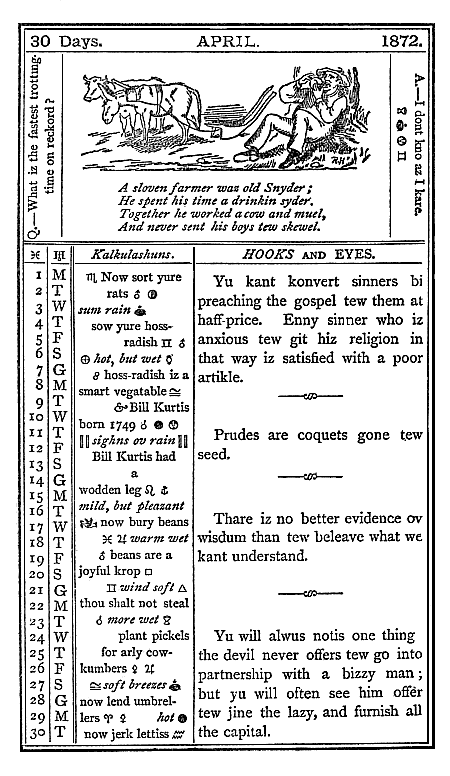 30 Days. APRIL. 1872.
Q.—What iz the fastest trotting
time on reckord?
A.—I dont kno az I kare.
A sloven farmer waz old Snyder;
He spent his time a drinkin syder.
Together he worked a cow and muel,
And never sent his boys tew skewel.
Kalkulashuns.
HOOKS AND EYES.
1 M
2 T
3 W
4 T
5 F
6 S
7 G
8 M
9 T
10 W
11 T
12 F
13 S
14 G
15 M
16 T
17 W
18 T
19 F
20 S
21 G
22 M
23 T
24 W
25 T
26 F
27 S
28 G
29 M
30 T
♏ Now sort yure
rats
sum rain
sow yure hoss-
radish ♊
hot, but wet
hoss-radish iz a
smart vegatable ♎
Bill Kurtis
born 1749
sighns ov rain
Bill Kurtis had
a
wodden leg ♌
mild, but pleazant
now bury beans
♓ ♃ warm wet
beans are a
joyful krop □
♊ wind soft △
thou shalt not steal
more wet
plant pickels
for arly cow-
kumbers ♀ ♃
♎ soft breezes
now lend umbrel-
lers ♈ ♀ hot
now jerk lettiss
Yu kant konvert sinners bi
preaching the gospel tew them at
haff-price. Enny sinner who iz
anxious tew git hiz religion in
that way iz satisfied with a poor
artikle.
Prudes are coquets gone tew
seed.
Thare iz no better evidence ov
wisdum than tew beleave what we
kant understand.
Yu will alwus notis one thing
the devil never offers tew go into
partnership with a bizzy man;
but yu will often see him offer
tew jine the lazy, and furnish all
the capital.